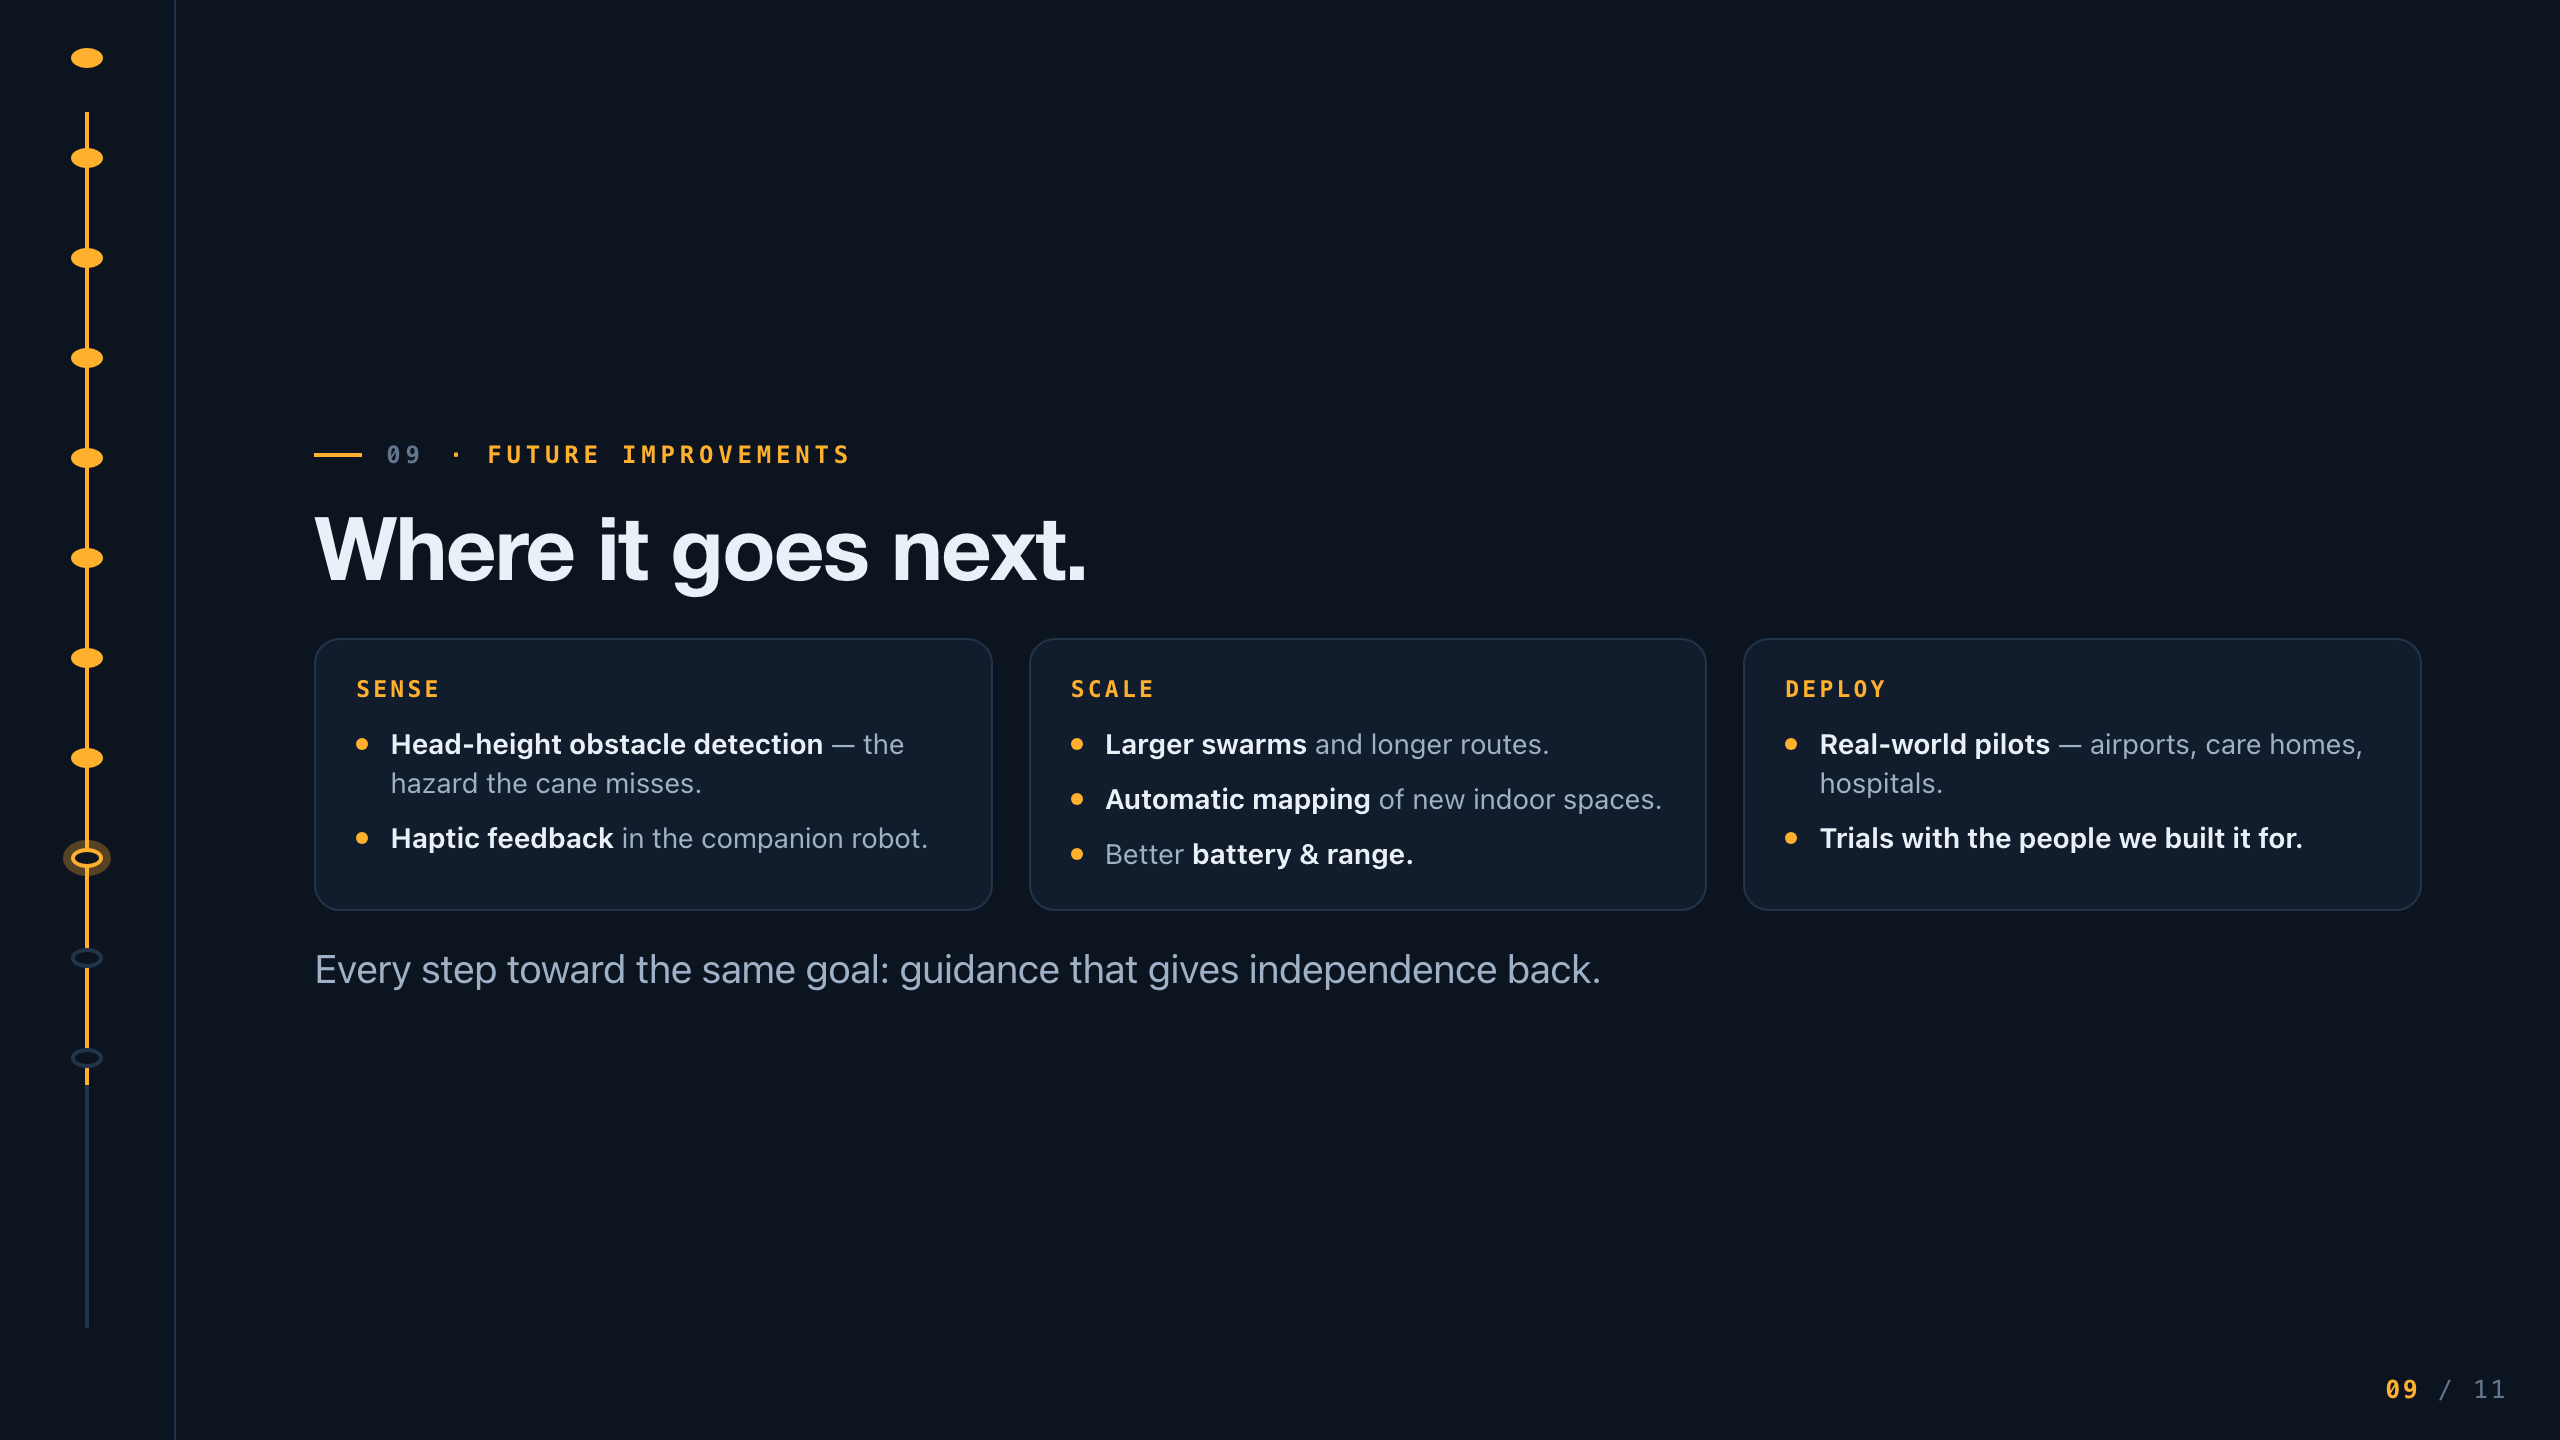 09 · FUTURE IMPROVEMENTS
Where it goes next.
SENSE
Head-height obstacle detection — the
hazard the cane misses.
Haptic feedback in the companion robot.
SCALE
Larger swarms and longer routes.
Automatic mapping of new indoor spaces.
Better battery & range.
DEPLOY
Real-world pilots — airports, care homes,
hospitals.
Trials with the people we built it for.
Every step toward the same goal: guidance that gives independence back.
09 / 11